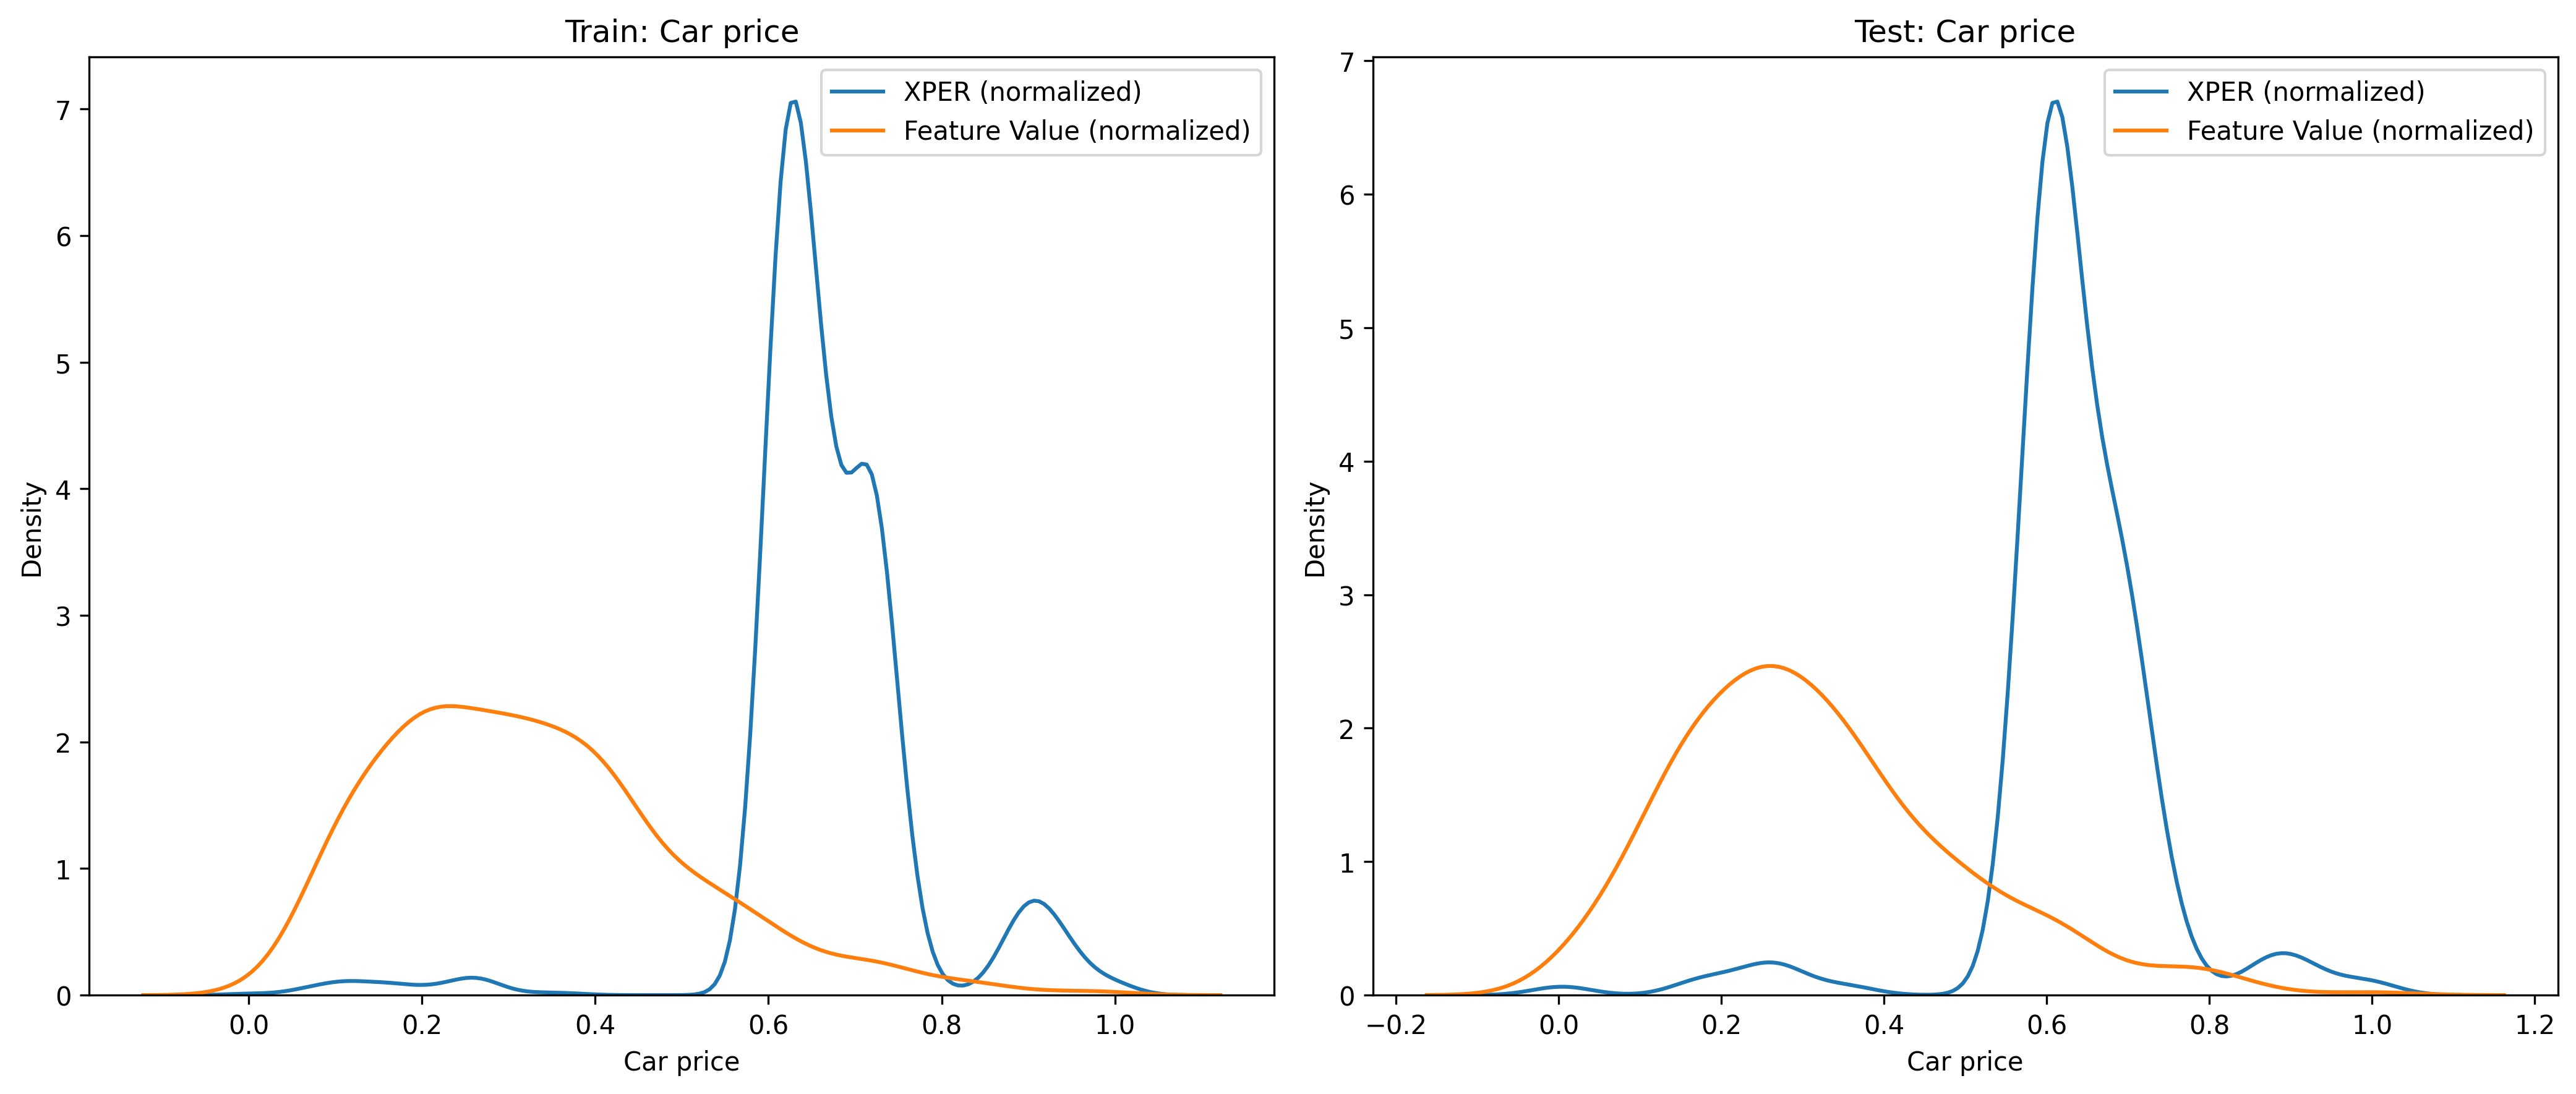 Train: Car price
XPER (normalized)
Feature Value (normalized)
7
6
5
4
3
2
1
0
Density
0.0 0.2 0.4 0.6 0.8 1.0
Car price
Test: Car price
XPER (normalized)
Feature Value (normalized)
7
6
5
4
3
2
1
0
Density
−0.2 0.0 0.2 0.4 0.6 0.8 1.0 1.2
Car price